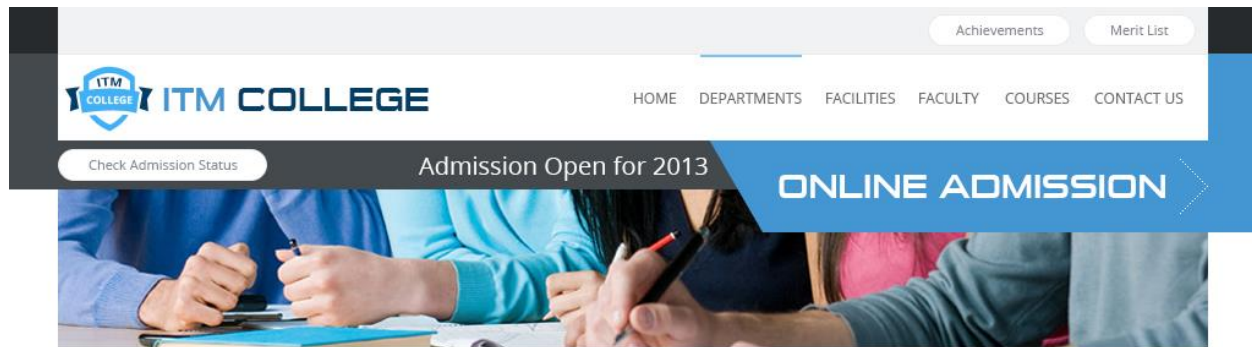 Achievements Merit List
ITM
COLLEGE
ITM COLLEGE
HOME DEPARTMENTS FACILITIES FACULTY COURSES CONTACT US
Check Admission Status Admission Open for 2013
ONLINE ADMISSION